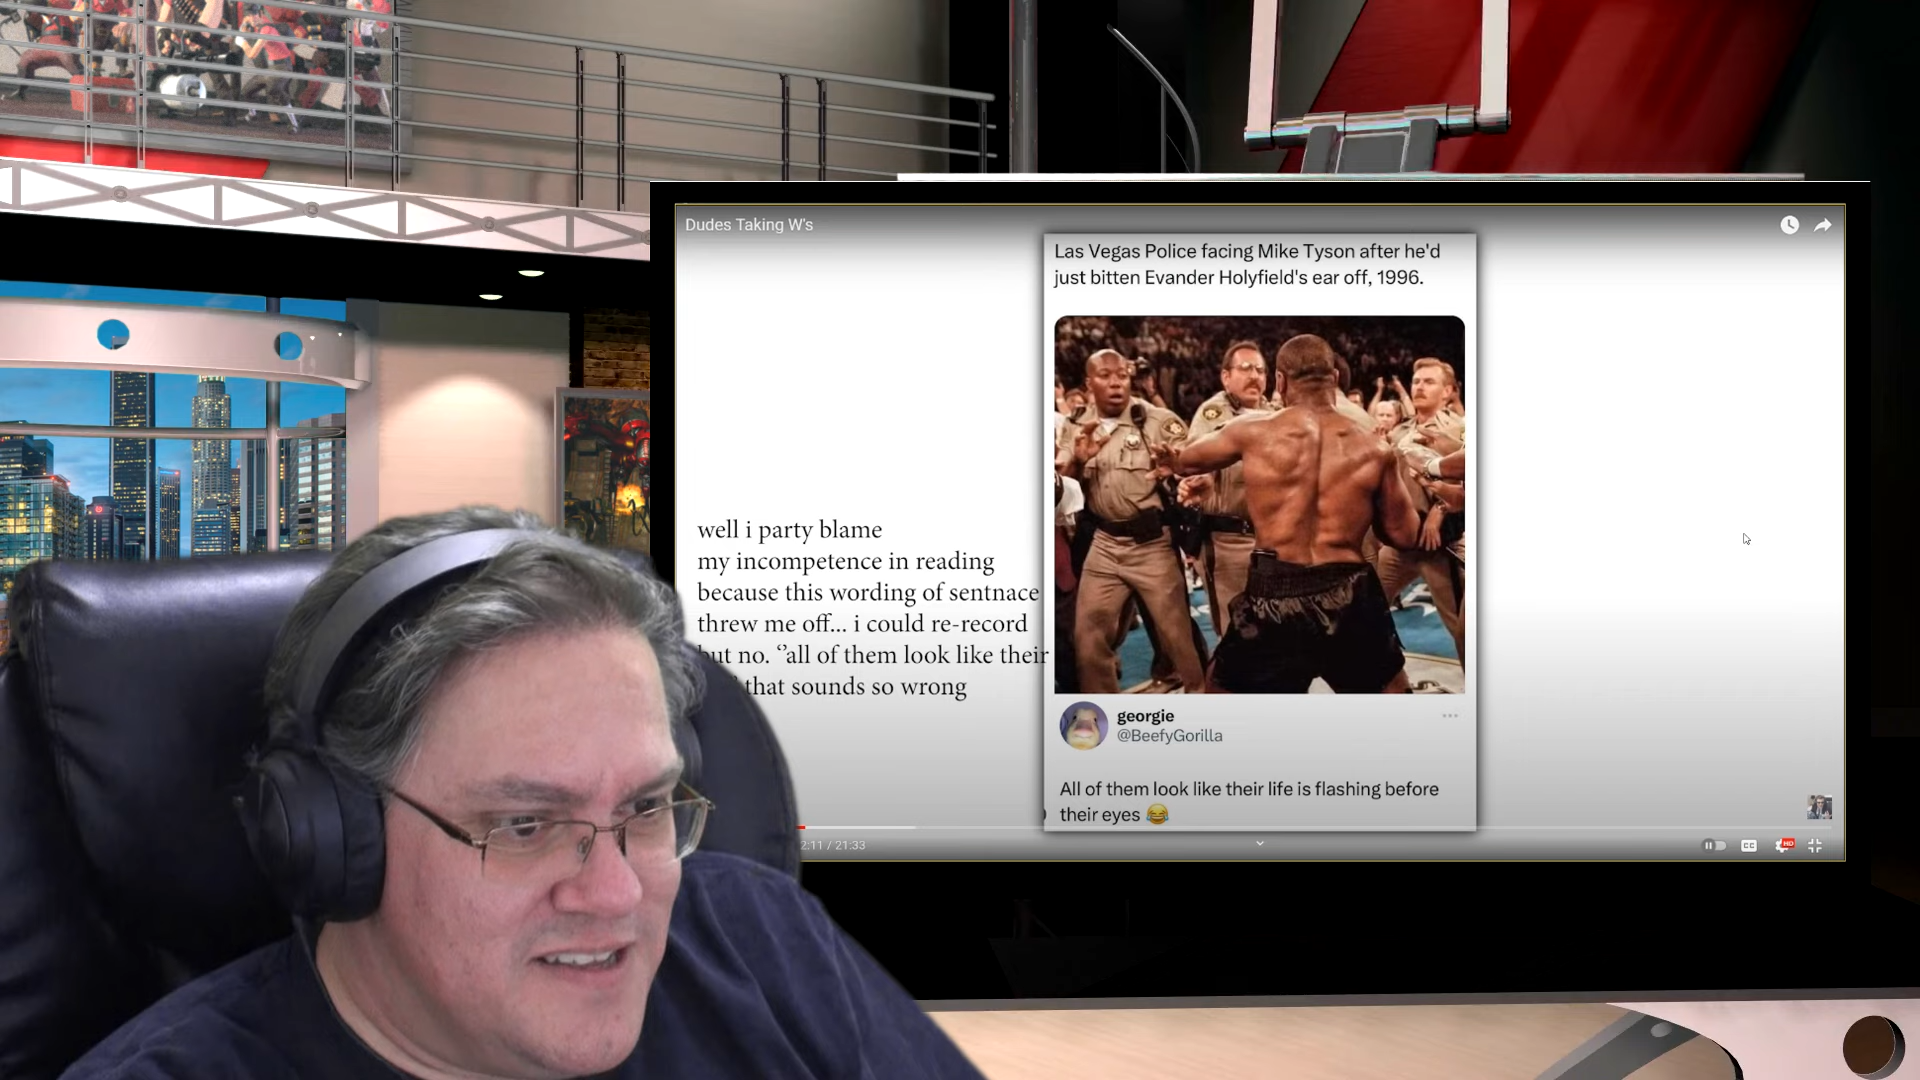 Dudes Taking W's
Las Vegas Police facing Mike Tyson after he'd
just bitten Evander Holyfield's ear off, 1996.
well i party blame
my incompetence in reading
because this wording of sentnace
threw me off... i could re-record
but no. ‘’all of them look like their
that sounds so wrong
georgie
@BeefyGorilla
All of them look like their life is flashing before
their eyes 😂
2:11 / 21:33
CC
HD